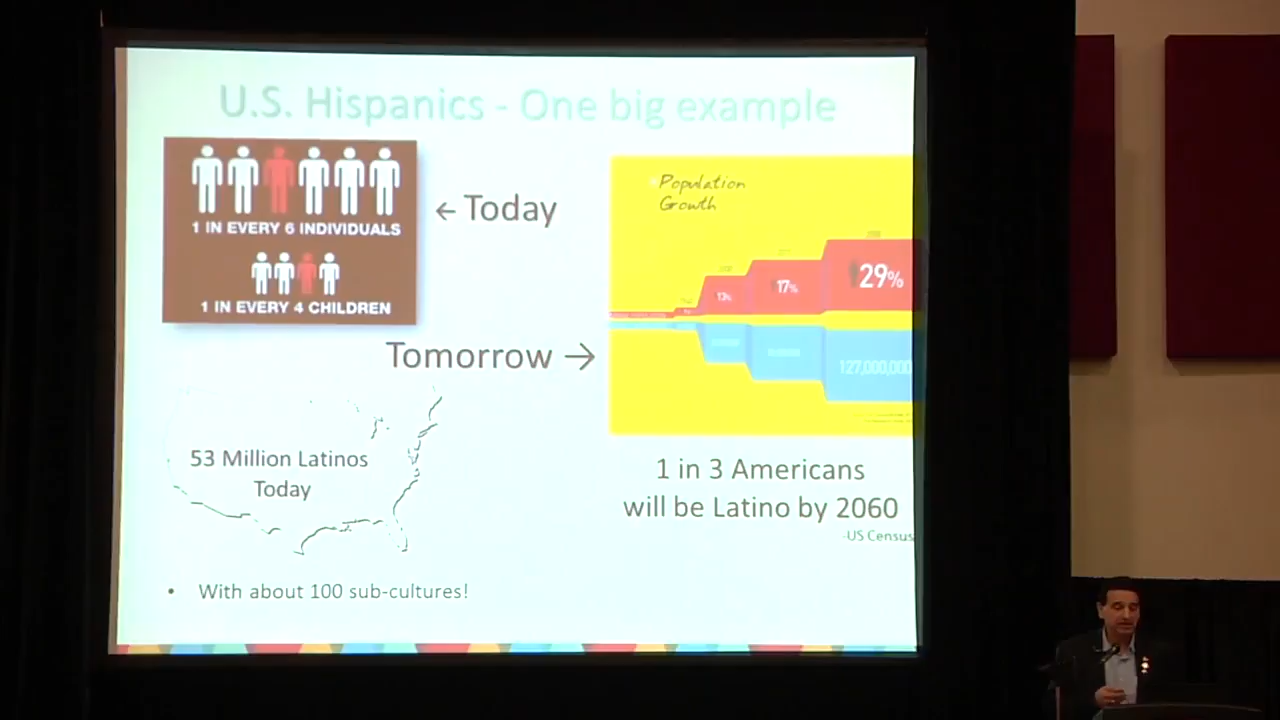 U.S. Hispanics - One big example
1 IN EVERY 6 INDIVIDUALS
1 IN EVERY 4 CHILDREN
← Today
Population
Growth
13%
17%
29%
127,000,000
Tomorrow →
53 Million Latinos
Today
1 in 3 Americans
will be Latino by 2060
-US Census
• With about 100 sub-cultures!